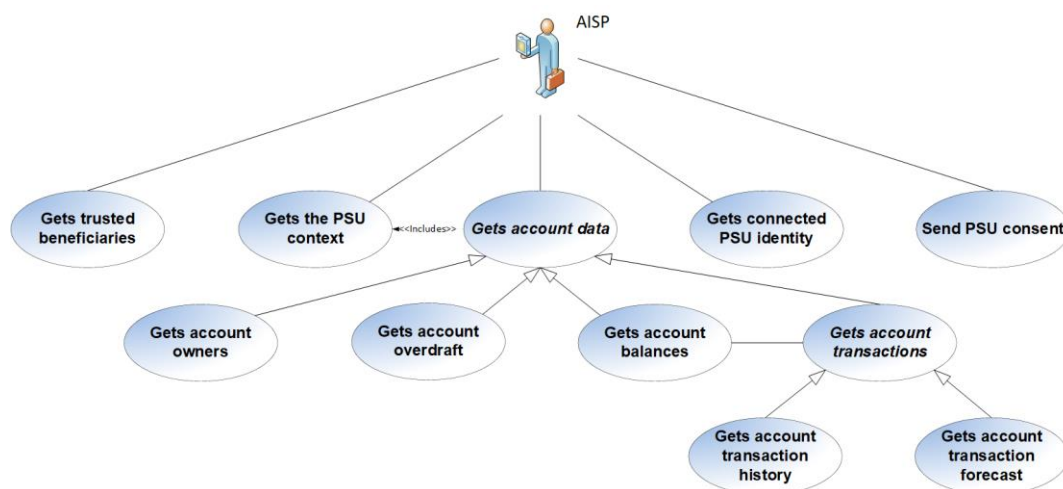 AISP
Gets trusted
beneficiaries
Gets the PSU
context
<<Includes>>
Gets account data
Gets connected
PSU identity
Send PSU consent
Gets account
owners
Gets account
overdraft
Gets account
balances
Gets account
transactions
Gets account
transaction
history
Gets account
transaction
forecast